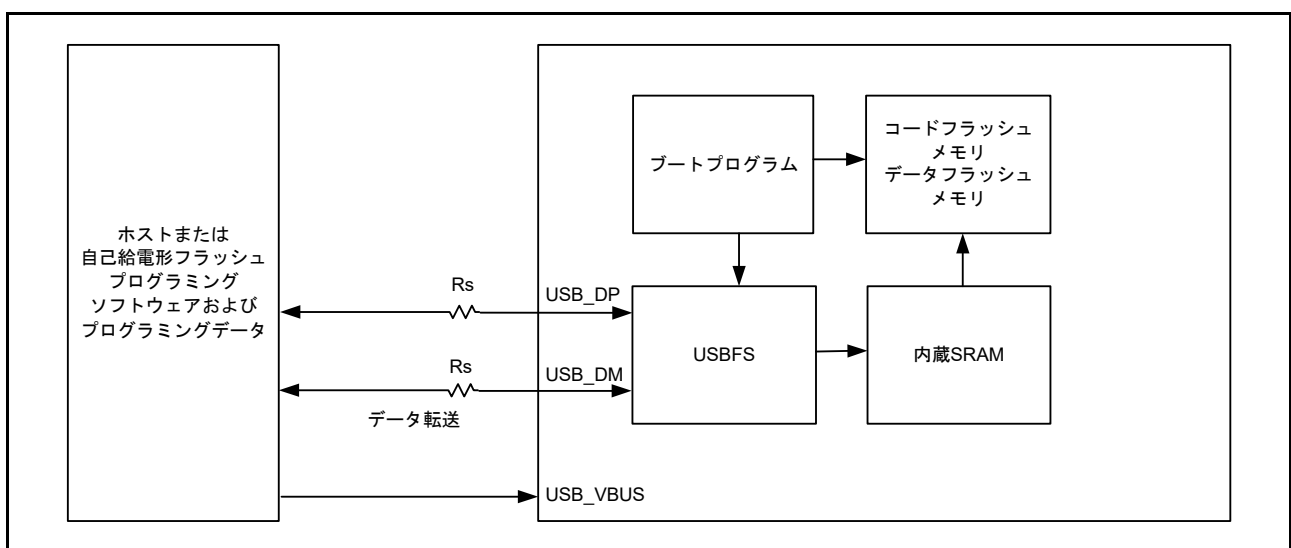 ホストまたは
自己給電形フラッシュ
プログラミング
ソフトウェアおよび
プログラミングデータ
Rs
USB_DP
Rs
USB_DM
データ転送
USB_VBUS
ブートプログラム
コードフラッシュ
メモリ
データフラッシュ
メモリ
USBFS
内蔵SRAM